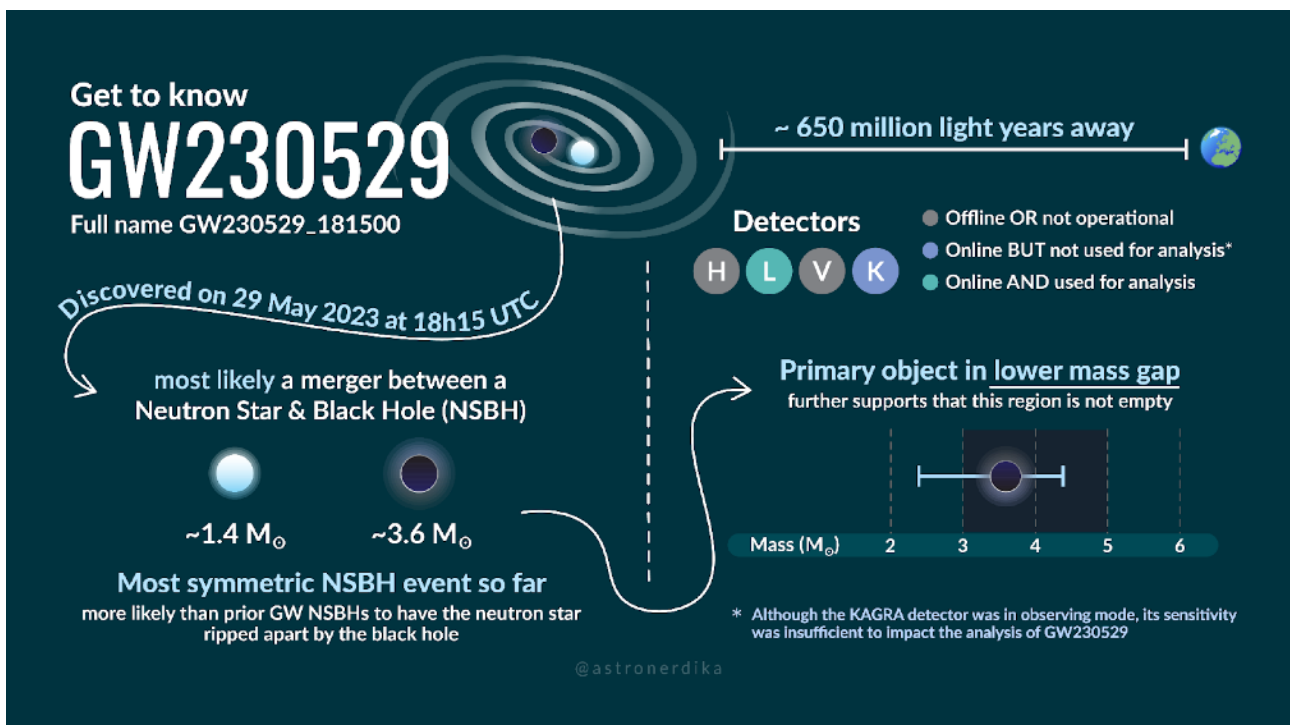 Get to know
GW230529
Full name GW230529_181500
~ 650 million light years away
Detectors
H L V K
Offline OR not operational
Online BUT not used for analysis*
Online AND used for analysis
Discovered on 29 May 2023 at 18h15 UTC
most likely a merger between a
Neutron Star & Black Hole (NSBH)
~1.4 M☉
~3.6 M☉
Most symmetric NSBH event so far
more likely than prior GW NSBHs to have the neutron star
ripped apart by the black hole
Primary object in lower mass gap
further supports that this region is not empty
Mass (M☉) 2 3 4 5 6
* Although the KAGRA detector was in observing mode, its sensitivity
was insufficient to impact the analysis of GW230529
@astronerdika